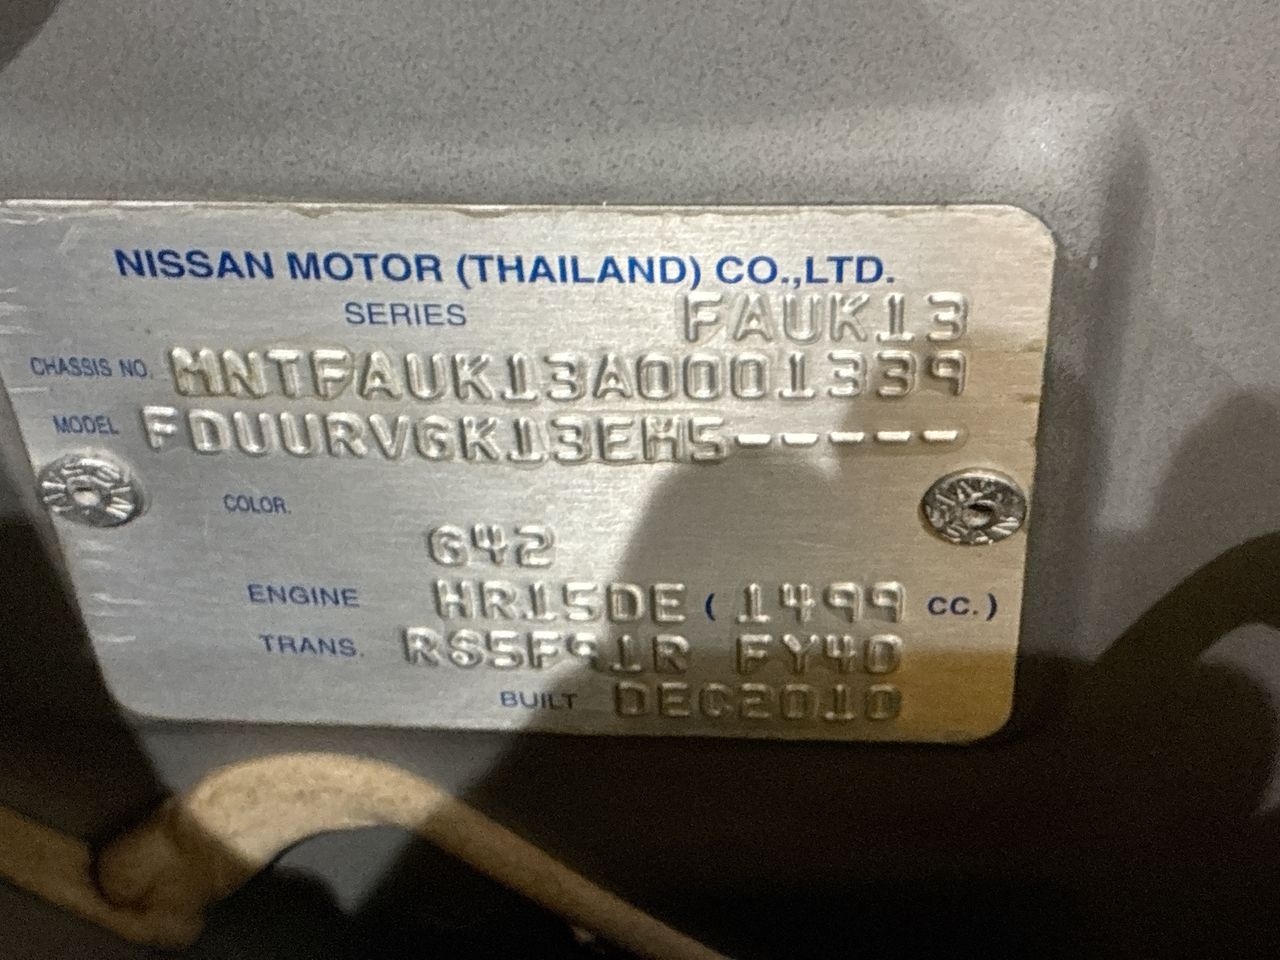 NISSAN MOTOR (THAILAND) CO.,LTD.
SERIES FAUK13
CHASSIS NO. MNTFAUK13A0001339
MODEL FDUURVGK13EH5-----
COLOR.
G42
ENGINE HR15DE ( 1499 CC.)
TRANS. RS5F91R FY40
BUILT DEC2010